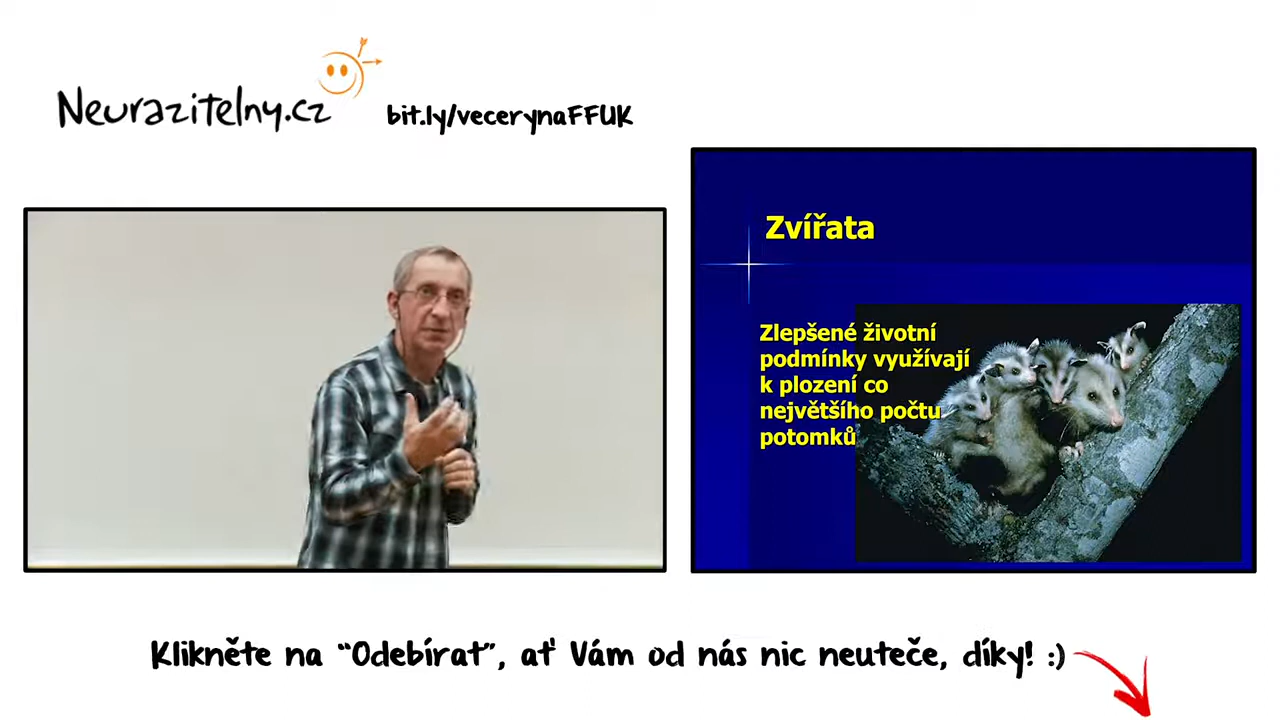 Neurazitelny.cz
bit.ly/vecerynaFFUK
Zvířata
Zlepšené životní
podmínky využívají
k plození co
největšího počtu
potomků
Klikněte na “Odebírat”, ať Vám od nás nic neuteče, díky! :)